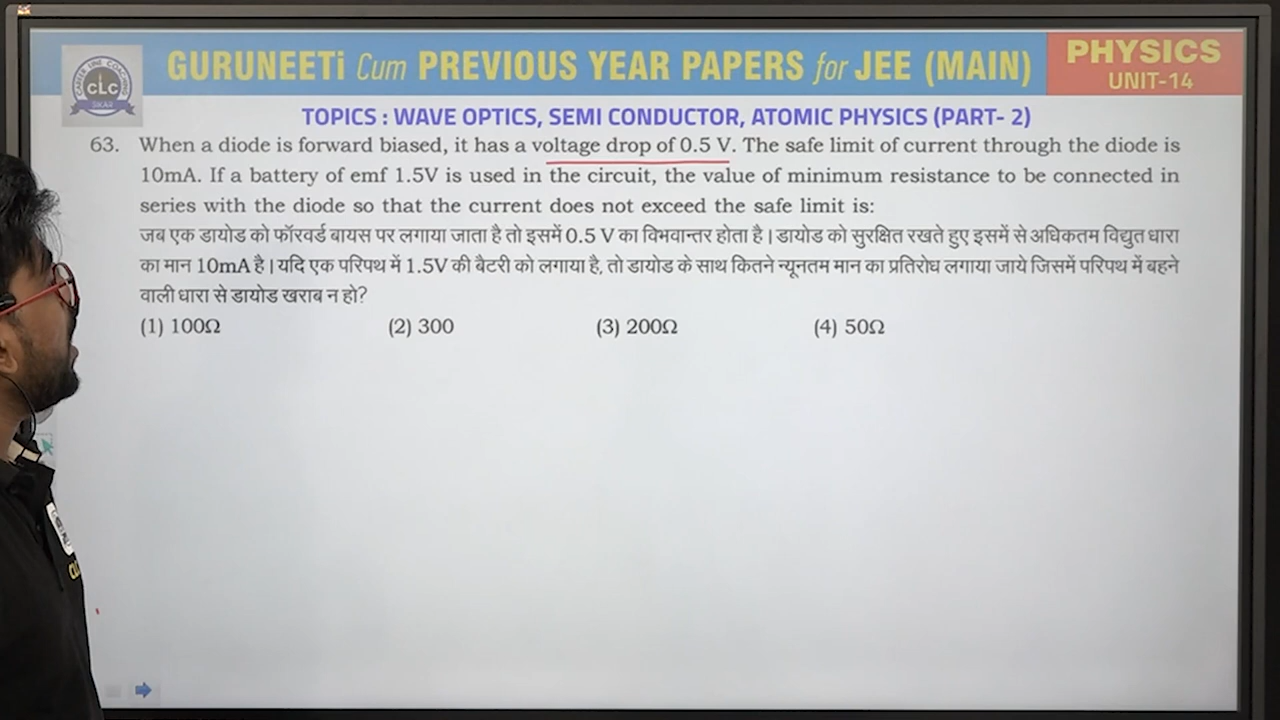 CAREER LINE COACHING
CLC
SIKAR
GURUNEETi Cum PREVIOUS YEAR PAPERS for JEE (MAIN)
PHYSICS
UNIT-14
TOPICS : WAVE OPTICS, SEMI CONDUCTOR, ATOMIC PHYSICS (PART- 2)
63. When a diode is forward biased, it has a voltage drop of 0.5 V. The safe limit of current through the diode is
10mA. If a battery of emf 1.5V is used in the circuit, the value of minimum resistance to be connected in
series with the diode so that the current does not exceed the safe limit is:
जब एक डायोड को फॉरवर्ड बायस पर लगाया जाता है तो इसमें 0.5 V का विभवान्तर होता है। डायोड को सुरक्षित रखते हुए इसमें से अधिकतम विद्युत धारा
का मान 10mA है। यदि एक परिपथ में 1.5V की बैटरी को लगाया है, तो डायोड के साथ कितने न्यूनतम मान का प्रतिरोध लगाया जाये जिसमें परिपथ में बहने
वाली धारा से डायोड खराब न हो?
(1) 100Ω (2) 300 (3) 200Ω (4) 50Ω